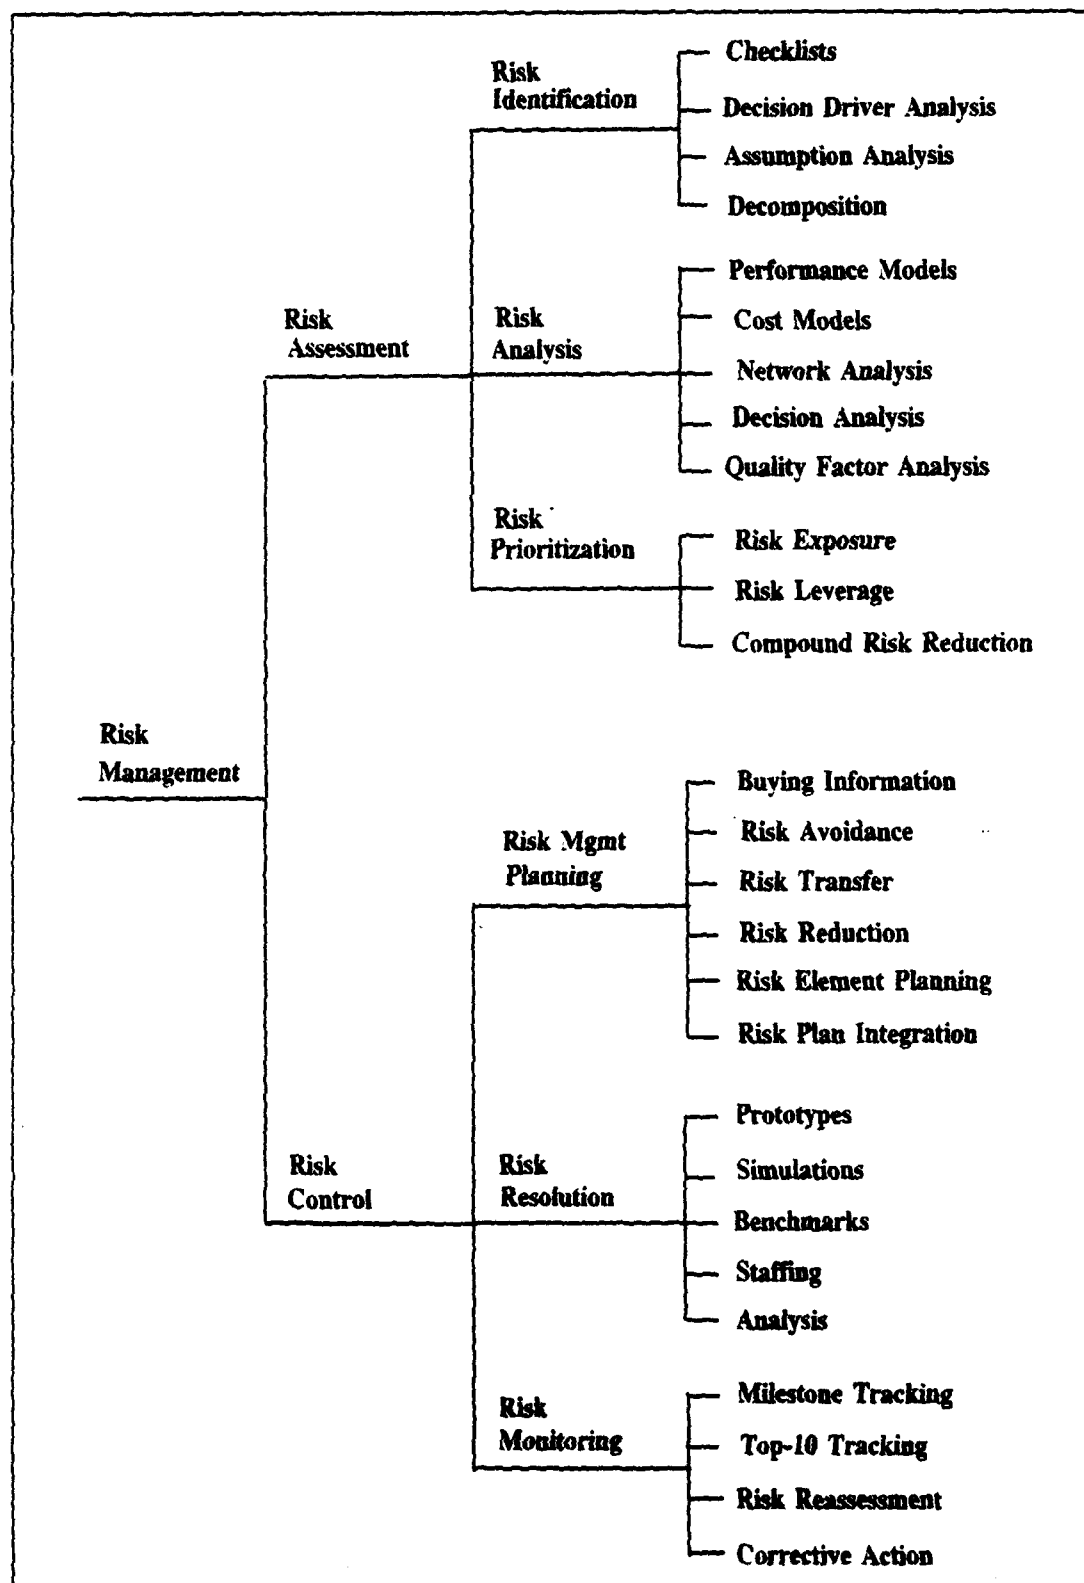 Risk
Identification
Checklists
Decision Driver Analysis
Assumption Analysis
Decomposition
Risk
Assessment
Risk
Analysis
Performance Models
Cost Models
Network Analysis
Decision Analysis
Quality Factor Analysis
Risk
Prioritization
Risk Exposure
Risk Leverage
Compound Risk Reduction
Risk
Management
Risk Mgmt
Planning
Buying Information
Risk Avoidance
Risk Transfer
Risk Reduction
Risk Element Planning
Risk Plan Integration
Risk
Control
Risk
Resolution
Prototypes
Simulations
Benchmarks
Staffing
Analysis
Risk
Monitoring
Milestone Tracking
Top-10 Tracking
Risk Reassessment
Corrective Action